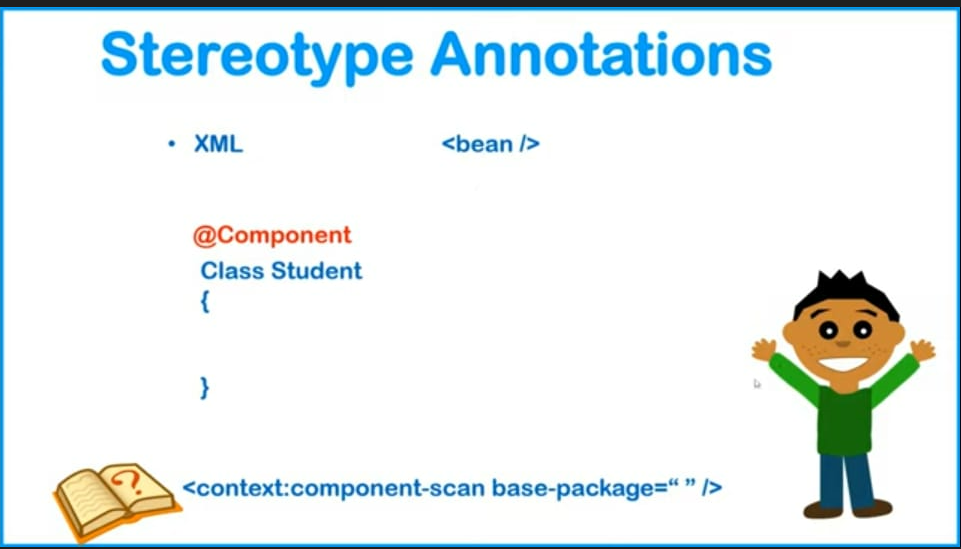 Stereotype Annotations
• XML <bean />
@Component
Class Student
{
}
?
<context:component-scan base-package=“ ” />